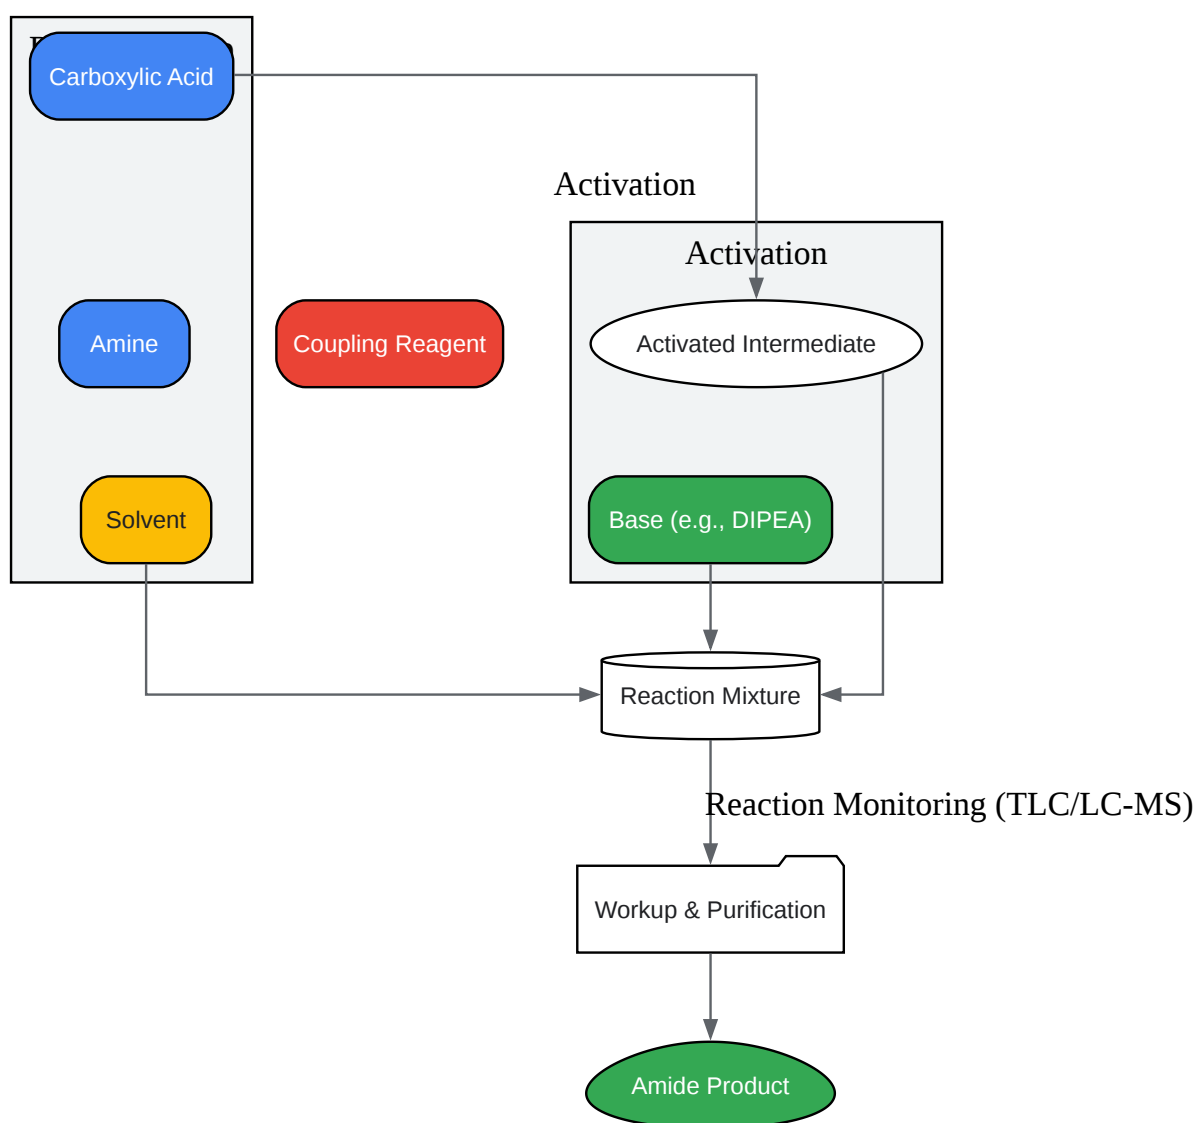 Carboxylic Acid
Activation
Activation
Amine
Coupling Reagent
Activated Intermediate
Solvent
Base (e.g., DIPEA)
Reaction Mixture
Reaction Monitoring (TLC/LC-MS)
Workup & Purification
Amide Product